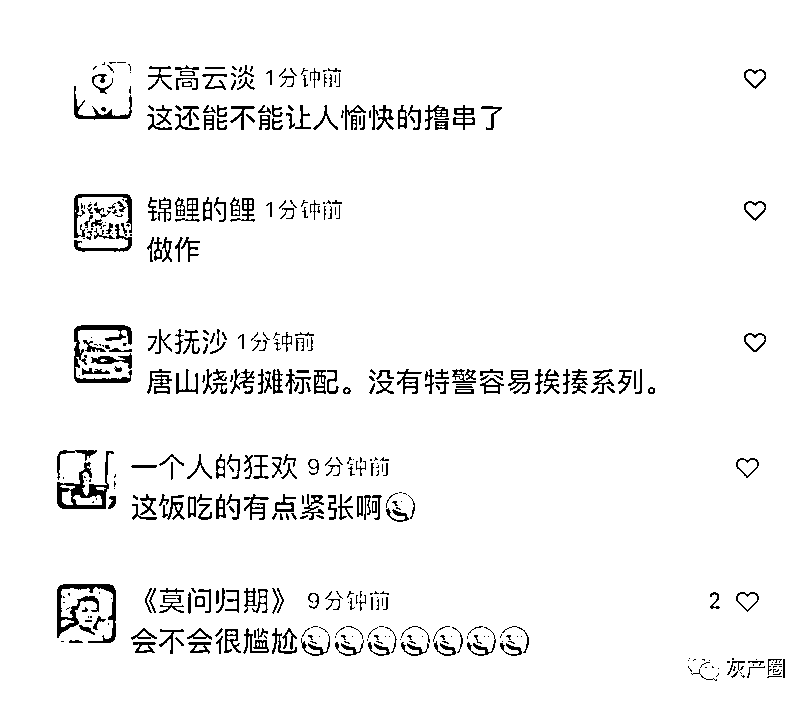 天高云淡 1分钟前
这还能不能让人愉快的撸串了
锦鲤的鲤 1分钟前
做作
水抚沙 1分钟前
唐山烧烤摊标配。没有特警容易挨揍系列。
一个人的狂欢 9分钟前
这饭吃的有点紧张啊
《莫问归期》 9分钟前
2
会不会很尴尬
灰产圈